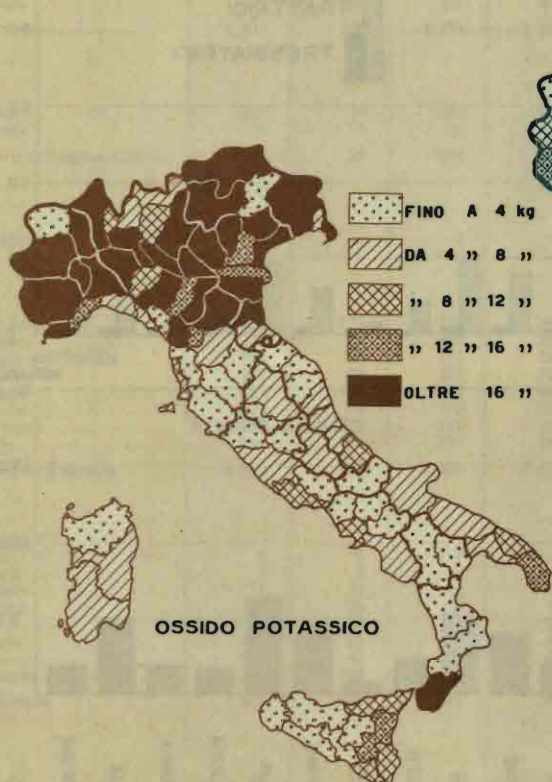 FINO A 4 kg
DA 4 " 8 "
" 8 " 12 "
" 12 " 16 "
OLTRE 16 "
OSSIDO POTASSICO